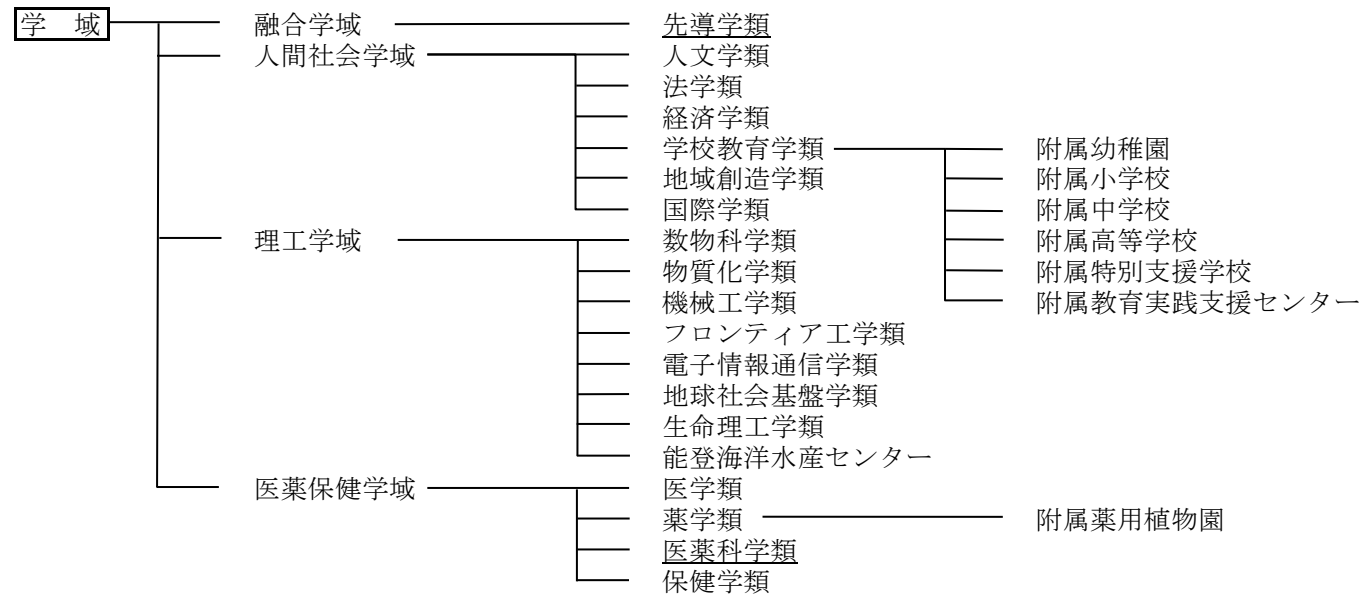 学　域　融合学域　先導学類
人間社会学域　人文学類
法学類
経済学類
学校教育学類　附属幼稚園
地域創造学類　附属小学校
国際学類　附属中学校
理工学域　数物科学類　附属高等学校
物質化学類　附属特別支援学校
機械工学類　附属教育実践支援センター
フロンティア工学類
電子情報通信学類
地球社会基盤学類
生命理工学類
能登海洋水産センター
医薬保健学域　医学類
薬学類　附属薬用植物園
医薬科学類
保健学類